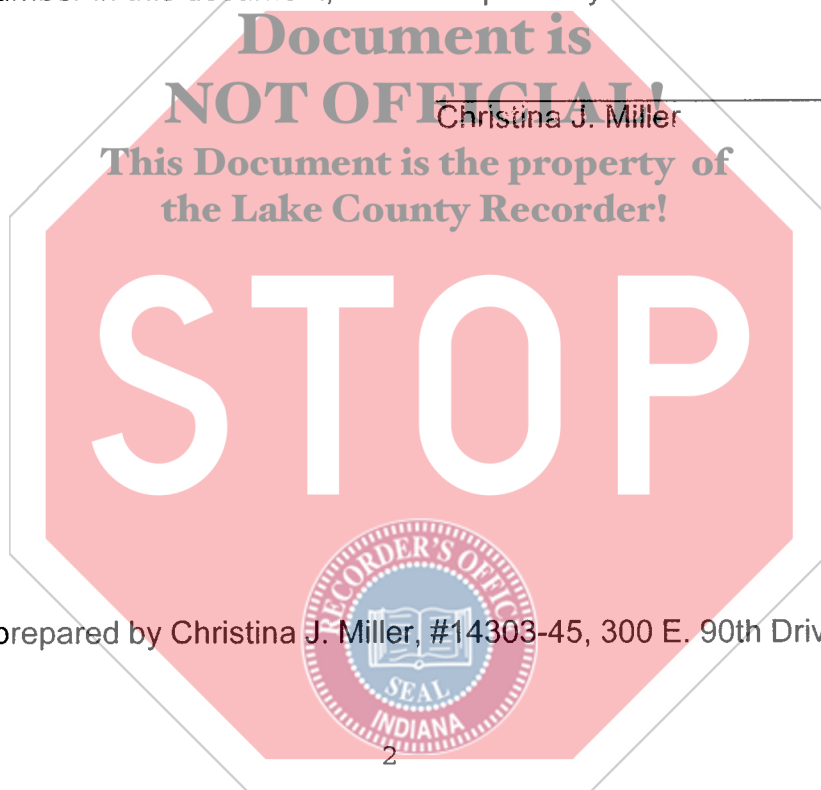 Document is
NOT OFFICIAL!
Christina J. Miller
This Document is the property of
the Lake County Recorder!
STOP
RECORDER'S OFFIC
prepared by Christina J. Miller, #14303-45, 300 E. 90th Driv
SEAL
INDIANA
2